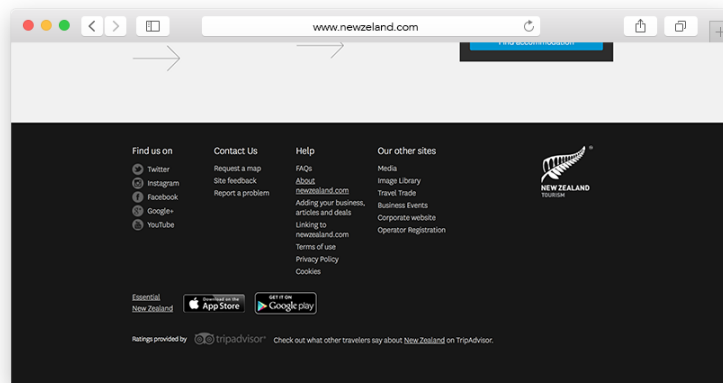 www.newzeland.com
Find accommodation
Find us on
Twitter
Instagram
Facebook
Google+
YouTube
Contact Us
Request a map
Site feedback
Report a problem
Help
FAQs
About
newzealand.com
Adding your business,
articles and deals
Linking to
newzealand.com
Terms of use
Privacy Policy
Cookies
Our other sites
Media
Image Library
Travel Trade
Business Events
Corporate website
Operator Registration
NEW ZEALAND
TOURISM
Essential
New Zealand
Download on the
App Store
GET IT ON
Google play
Ratings provided by
tripadvisor®
Check out what other travelers say about New Zealand on TripAdvisor.